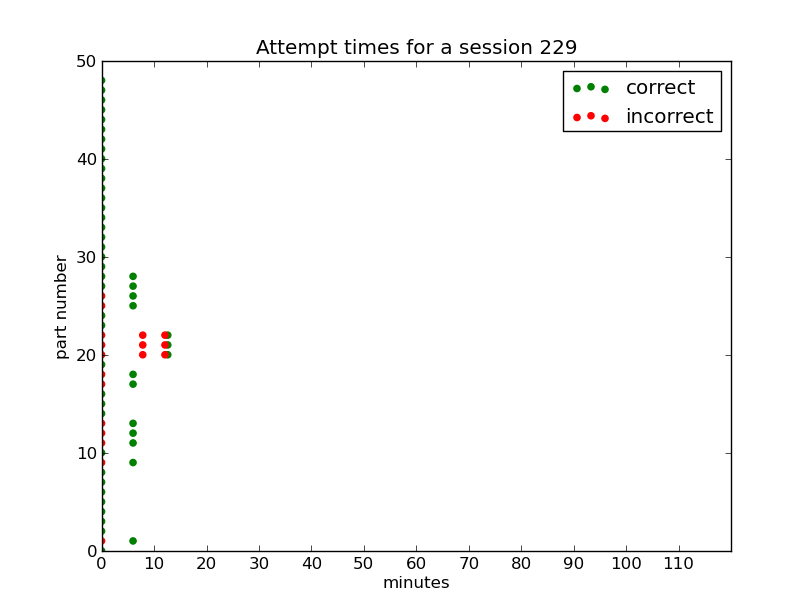 Attempt times for a session 229
correct
incorrect
50
40
30
20
10
0
part number
0 10 20 30 40 50 60 70 80 90 100 110
minutes